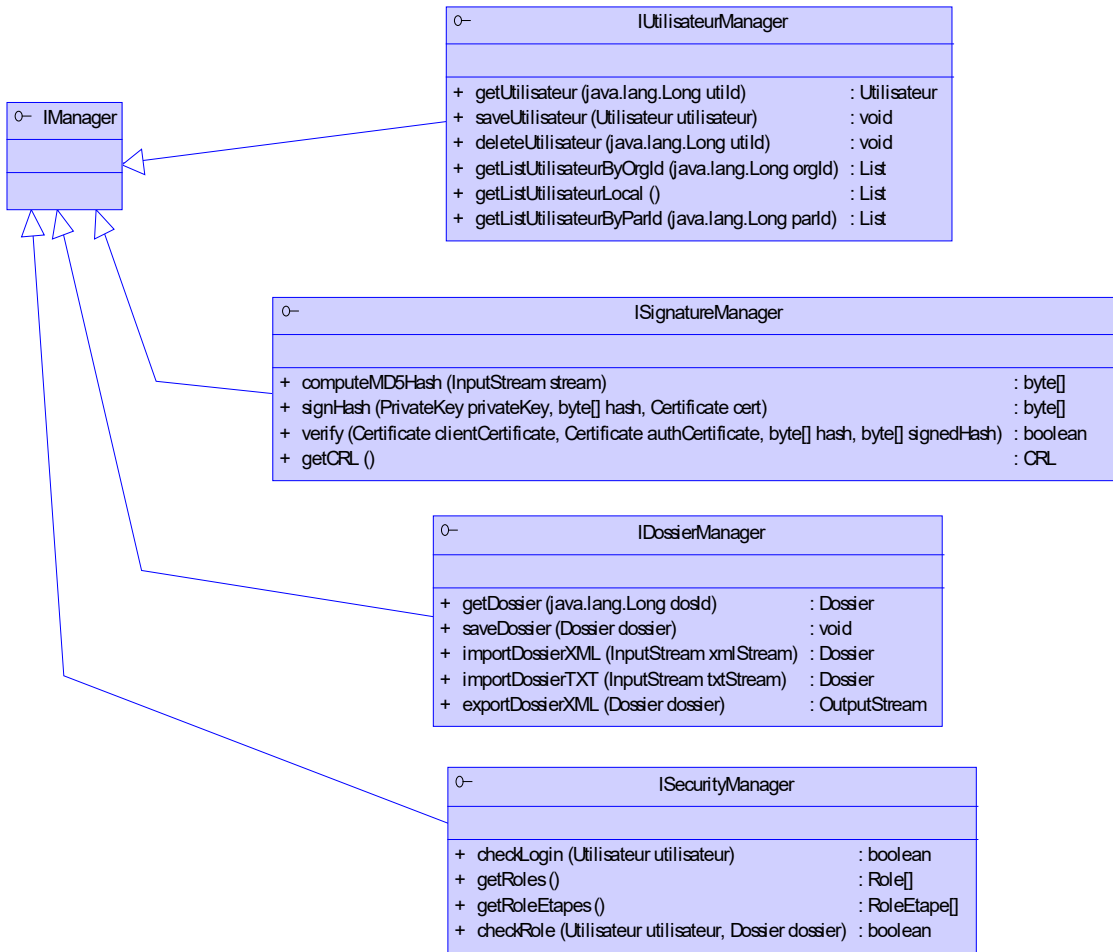 IUtilisateurManager
+ getUtilisateur (java.lang.Long utiId) : Utilisateur
+ saveUtilisateur (Utilisateur utilisateur) : void
+ deleteUtilisateur (java.lang.Long utiId) : void
+ getListUtilisateurByOrgId (java.lang.Long orgId) : List
+ getListUtilisateurLocal () : List
+ getListUtilisateurByParId (java.lang.Long parId) : List
IManager
ISignatureManager
+ computeMD5Hash (InputStream stream) : byte[]
+ signHash (PrivateKey privateKey, byte[] hash, Certificate cert) : byte[]
+ verify (Certificate clientCertificate, Certificate authCertificate, byte[] hash, byte[] signedHash) : boolean
+ getCRL () : CRL
IDossierManager
+ getDossier (java.lang.Long dosId) : Dossier
+ saveDossier (Dossier dossier) : void
+ importDossierXML (InputStream xmlStream) : Dossier
+ importDossierTXT (InputStream txtStream) : Dossier
+ exportDossierXML (Dossier dossier) : OutputStream
ISecurityManager
+ checkLogin (Utilisateur utilisateur) : boolean
+ getRoles () : Role[]
+ getRoleEtapes () : RoleEtape[]
+ checkRole (Utilisateur utilisateur, Dossier dossier) : boolean